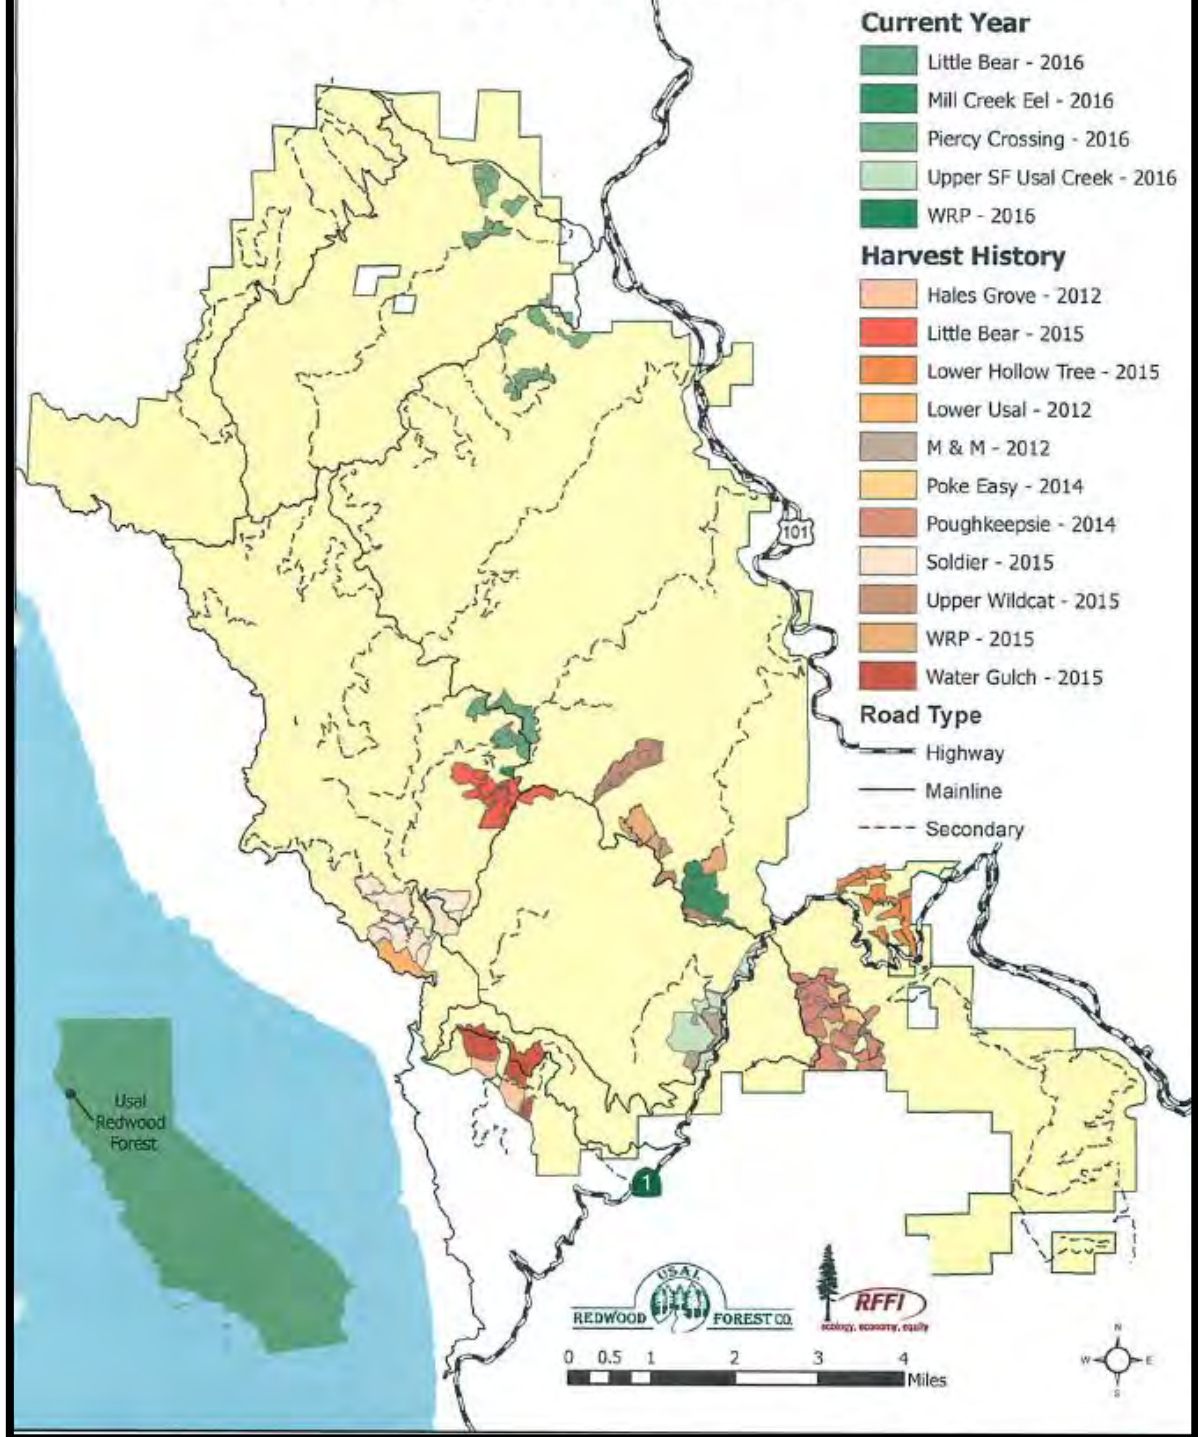 Current Year
Little Bear - 2016
Mill Creek Eel - 2016
Piercy Crossing - 2016
Upper SF Usal Creek - 2016
WRP - 2016
Harvest History
Hales Grove - 2012
Little Bear - 2015
Lower Hollow Tree - 2015
Lower Usal - 2012
M & M - 2012
Poke Easy - 2014
Poughkeepsie - 2014
Soldier - 2015
Upper Wildcat - 2015
WRP - 2015
Water Gulch - 2015
Road Type
Highway
Mainline
Secondary
101
1
Usal
Redwood
Forest
USAL
REDWOOD FOREST CO.
RFFI
ecology, economy, equity
0 0.5 1 2 3 4
Miles
N
W E
S